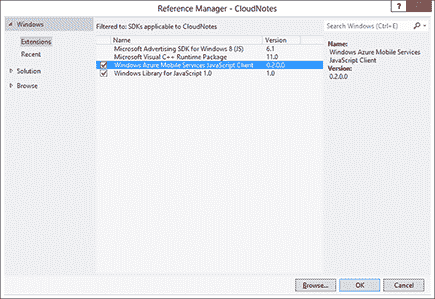 Reference Manager - CloudNotes
?
Windows
Extensions
Recent
Solution
Browse
Filtered to: SDKs applicable to CloudNotes
Name Version
Microsoft Advertising SDK for Windows 8 (JS) 6.1
Microsoft Visual C++ Runtime Package 11.0
Windows Azure Mobile Services JavaScript Client 0.2.0.0
Windows Library for JavaScript 1.0 1.0
Search Windows (Ctrl+E)
Name:
Windows Azure Mobile Services
JavaScript Client
Version:
0.2.0.0
Browse... OK Cancel